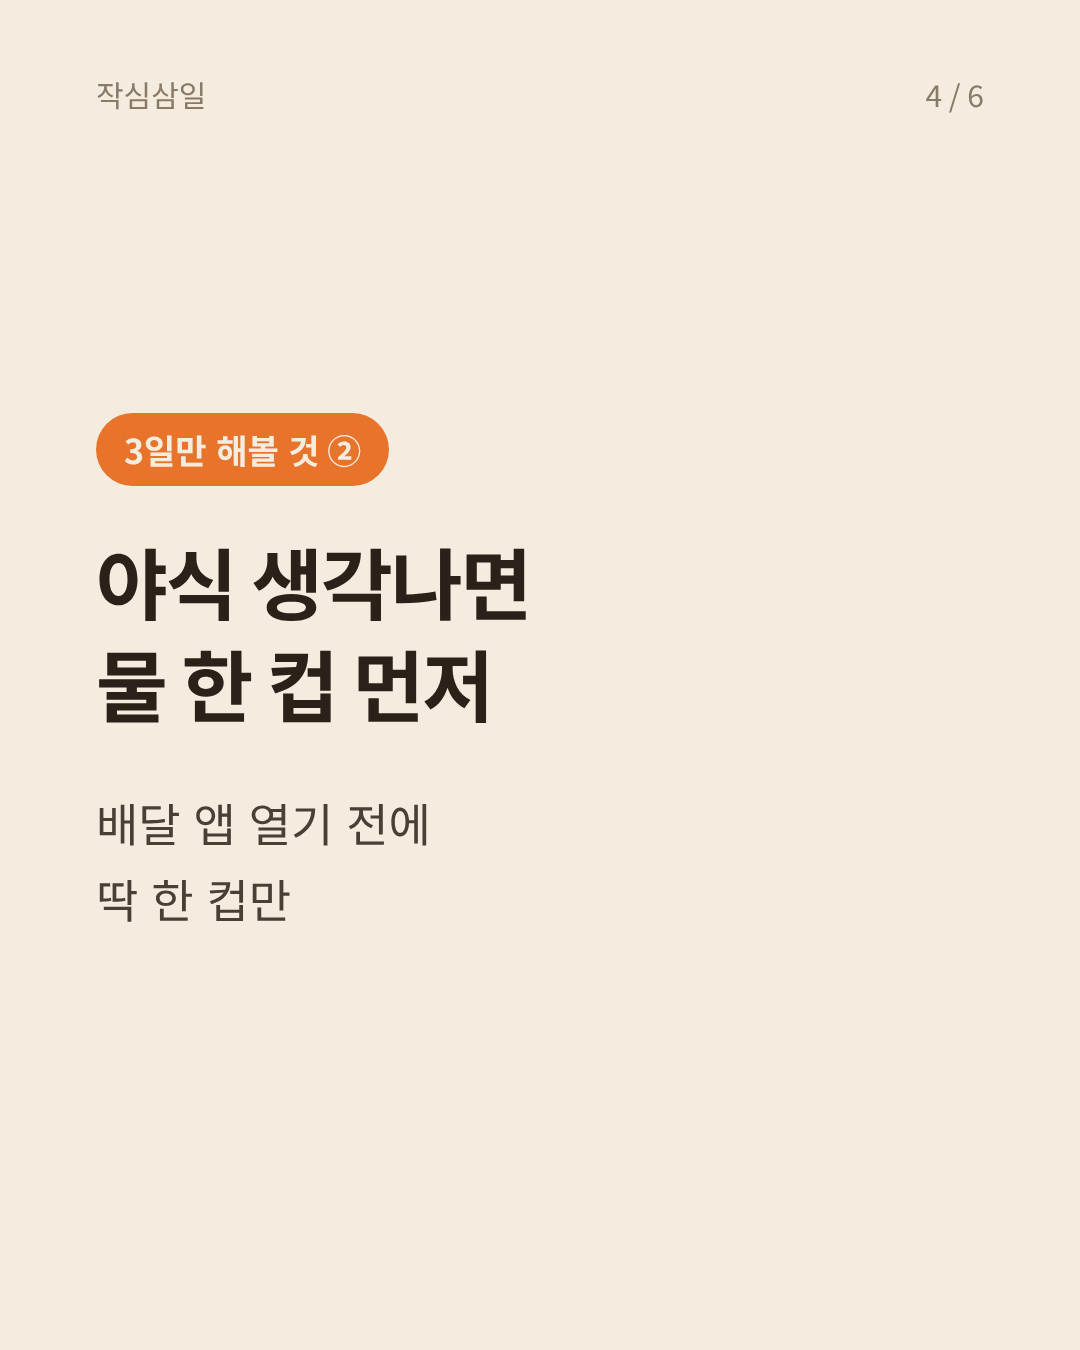 작심삼일
4 / 6
3일만 해볼 것 ②
야식 생각나면
물 한 컵 먼저
배달 앱 열기 전에
딱 한 컵만